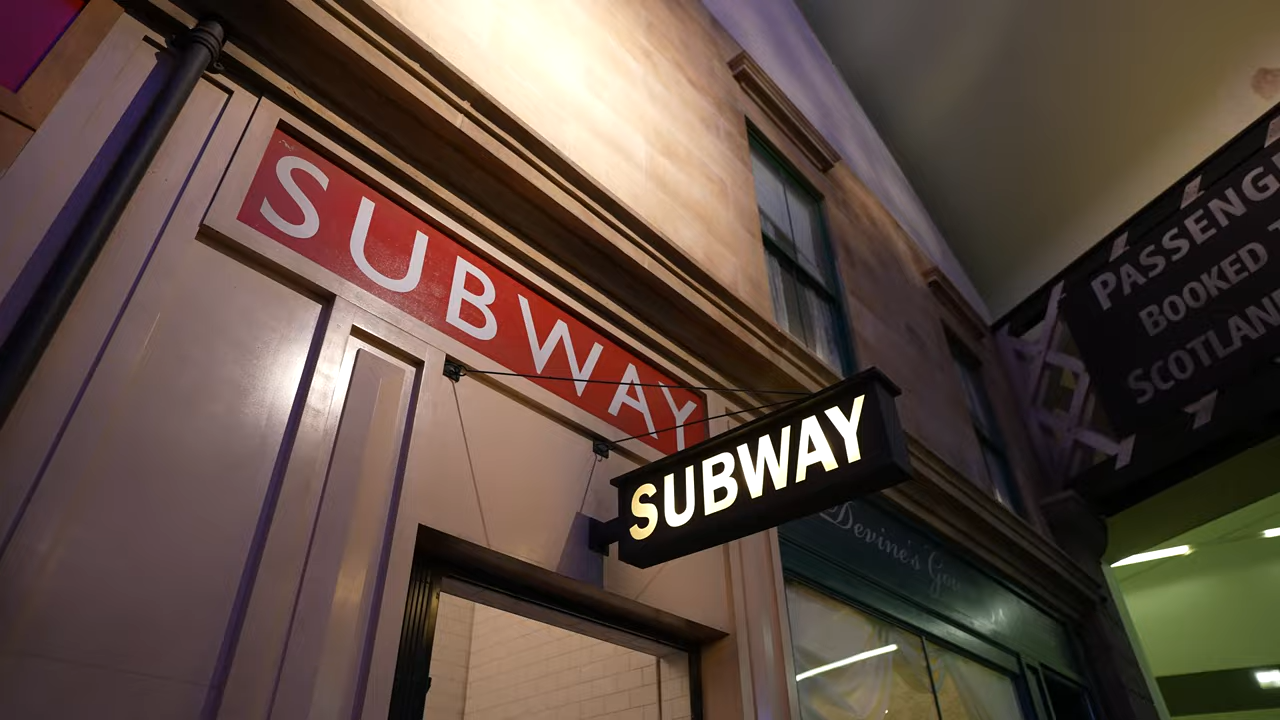 SUBWAY
SUBWAY
Devine's
PASSENG
BOOKED
SCOTLAN